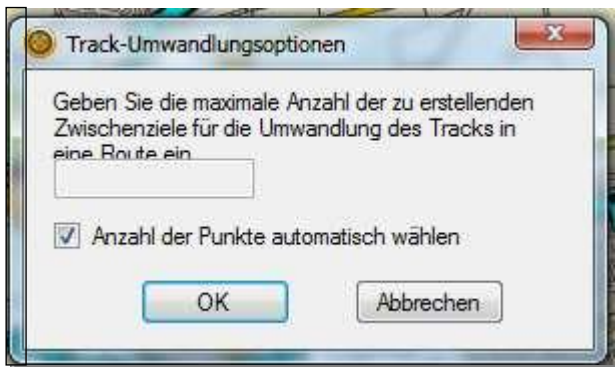 Track-Umwandlungsoptionen
Geben Sie die maximale Anzahl der zu erstellenden
Zwischenziele für die Umwandlung des Tracks in
eine Route ein
Anzahl der Punkte automatisch wählen
OK
Abbrechen